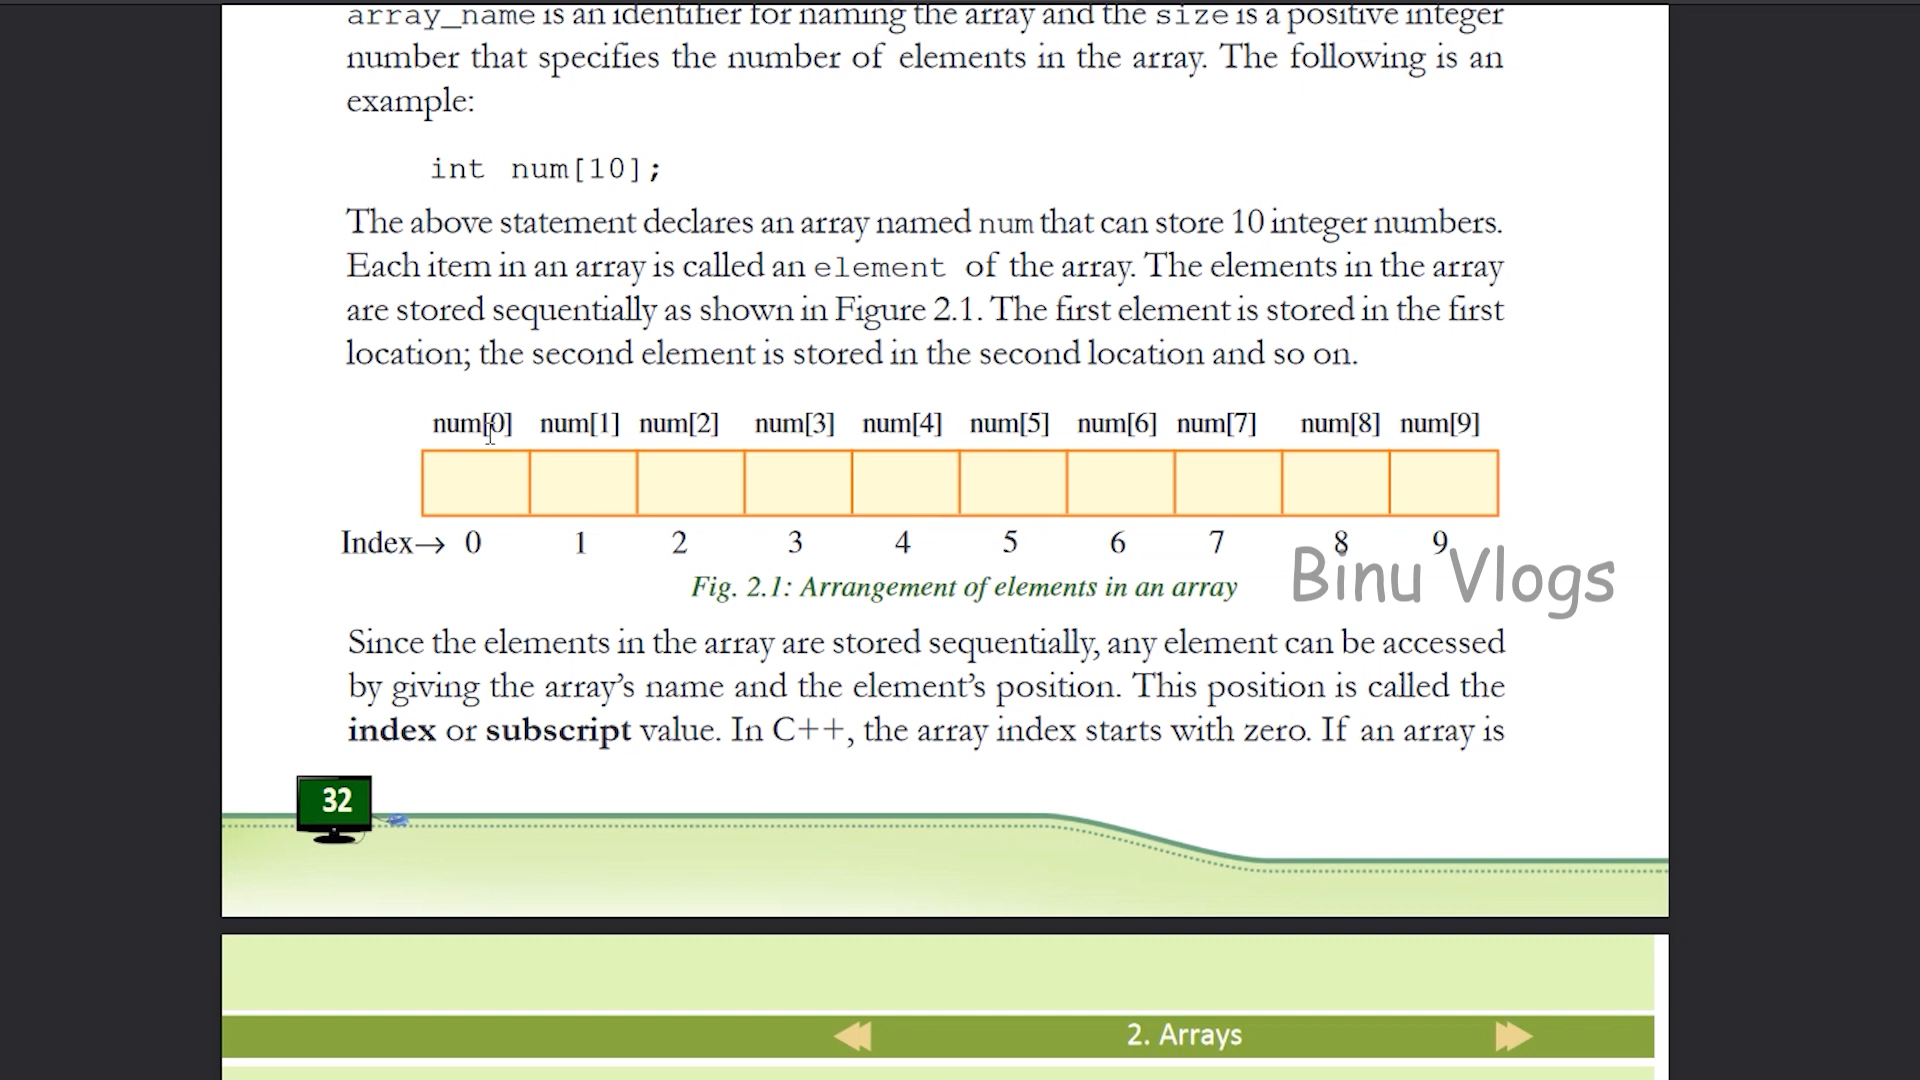 array_name is an identifier for naming the array and the size is a positive integer
number that specifies the number of elements in the array. The following is an
example:
int num[10];
The above statement declares an array named num that can store 10 integer numbers.
Each item in an array is called an element of the array. The elements in the array
are stored sequentially as shown in Figure 2.1. The first element is stored in the first
location; the second element is stored in the second location and so on.
num[0] num[1] num[2] num[3] num[4] num[5] num[6] num[7] num[8] num[9]
Index→ 0 1 2 3 4 5 6 7 8 9
Fig. 2.1: Arrangement of elements in an array
Binu Vlogs
Since the elements in the array are stored sequentially, any element can be accessed
by giving the array’s name and the element’s position. This position is called the
index or subscript value. In C++, the array index starts with zero. If an array is
32
2. Arrays